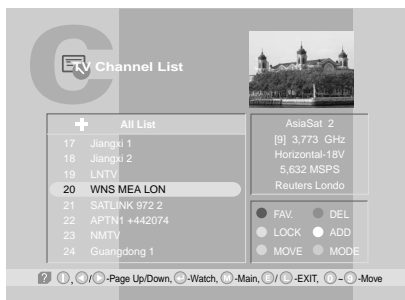 C
TV Channel List
All List
17 Jiangxi 1
18 Jiangxi 2
19 LNTV
20 WNS MEA LON
21 SATLINK 972 2
22 APTN1 +442074
23 NMTV
24 Guangdong 1
AsiaSat 2
[9] 3,773 GHz
Horizontal-18V
5,632 MSPS
Reuters Londo
FAV. DEL
LOCK ADD
MOVE MODE
? , / -Page Up/Down, -Watch, M -Main, E / -EXIT, 0 ~ 9 -Move